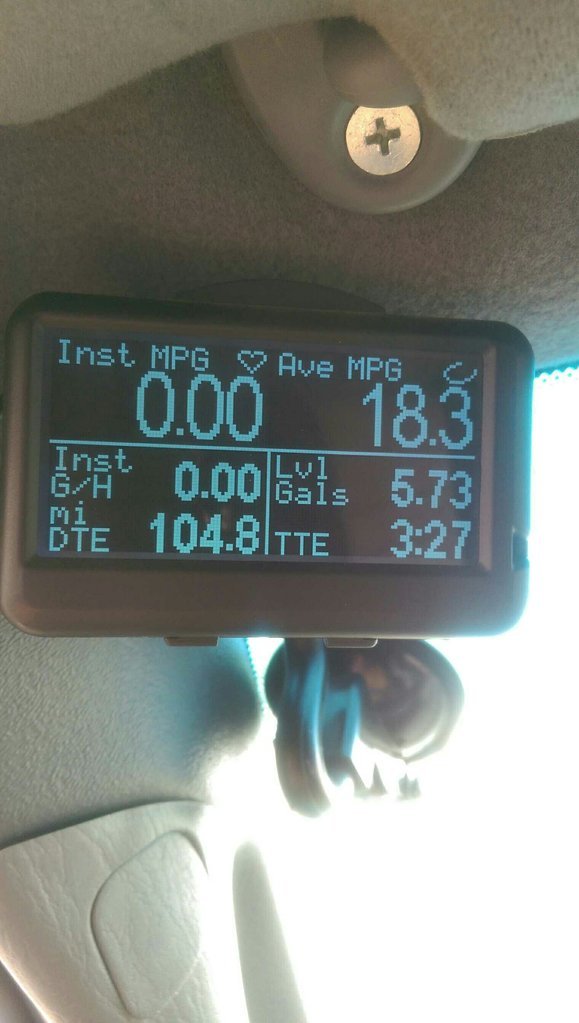 Inst MPG ♡ Ave MPG
0.00 18.3
Inst G/H 0.00
Lvl Gals 5.73
mi DTE 104.8
TTE 3:27